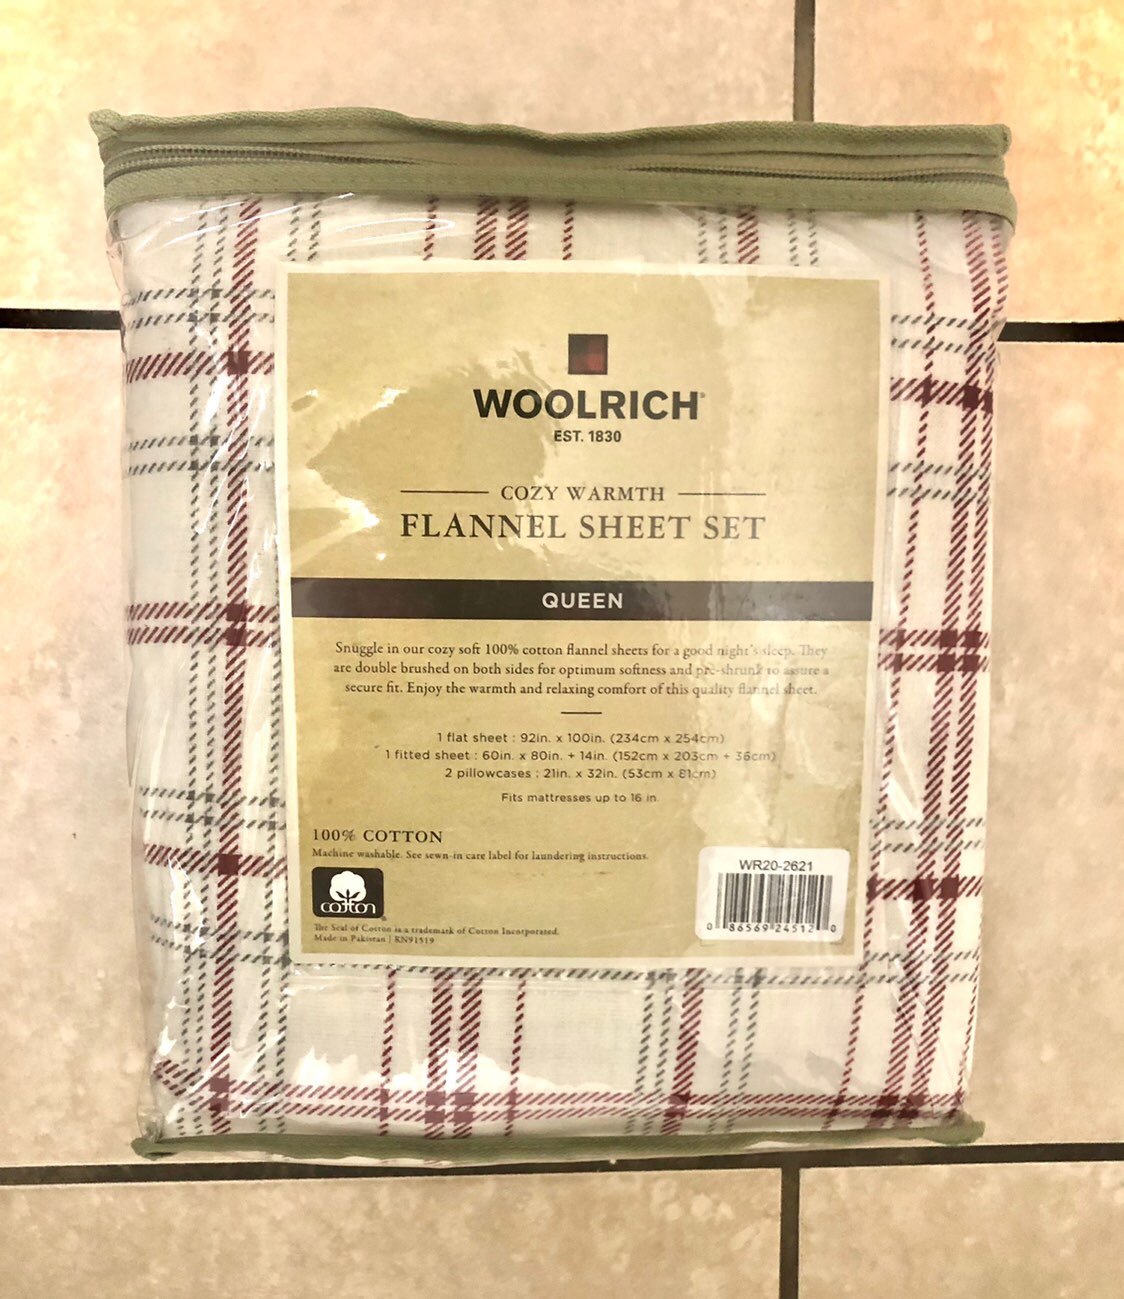 WOOLRICH®
EST. 1830
COZY WARMTH
FLANNEL SHEET SET
QUEEN
Snuggle in our cozy soft 100% cotton flannel sheets for a good night's sleep. They
are double brushed on both sides for optimum softness and pre-shrunk to assure a
secure fit. Enjoy the warmth and relaxing comfort of this quality flannel sheet.
1 flat sheet : 92in. x 100in. (234cm x 254cm)
1 fitted sheet : 60in. x 80in. + 14in. (152cm x 203cm + 36cm)
2 pillowcases : 21in. x 32in. (53cm x 81cm)
Fits mattresses up to 16 in.
100% COTTON
Machine washable. See sewn-in care label for laundering instructions.
cotton®
The Seal of Cotton is a trademark of Cotton Incorporated.
Made in Pakistan | RN91519
WR20-2621
0 86569 24512 0